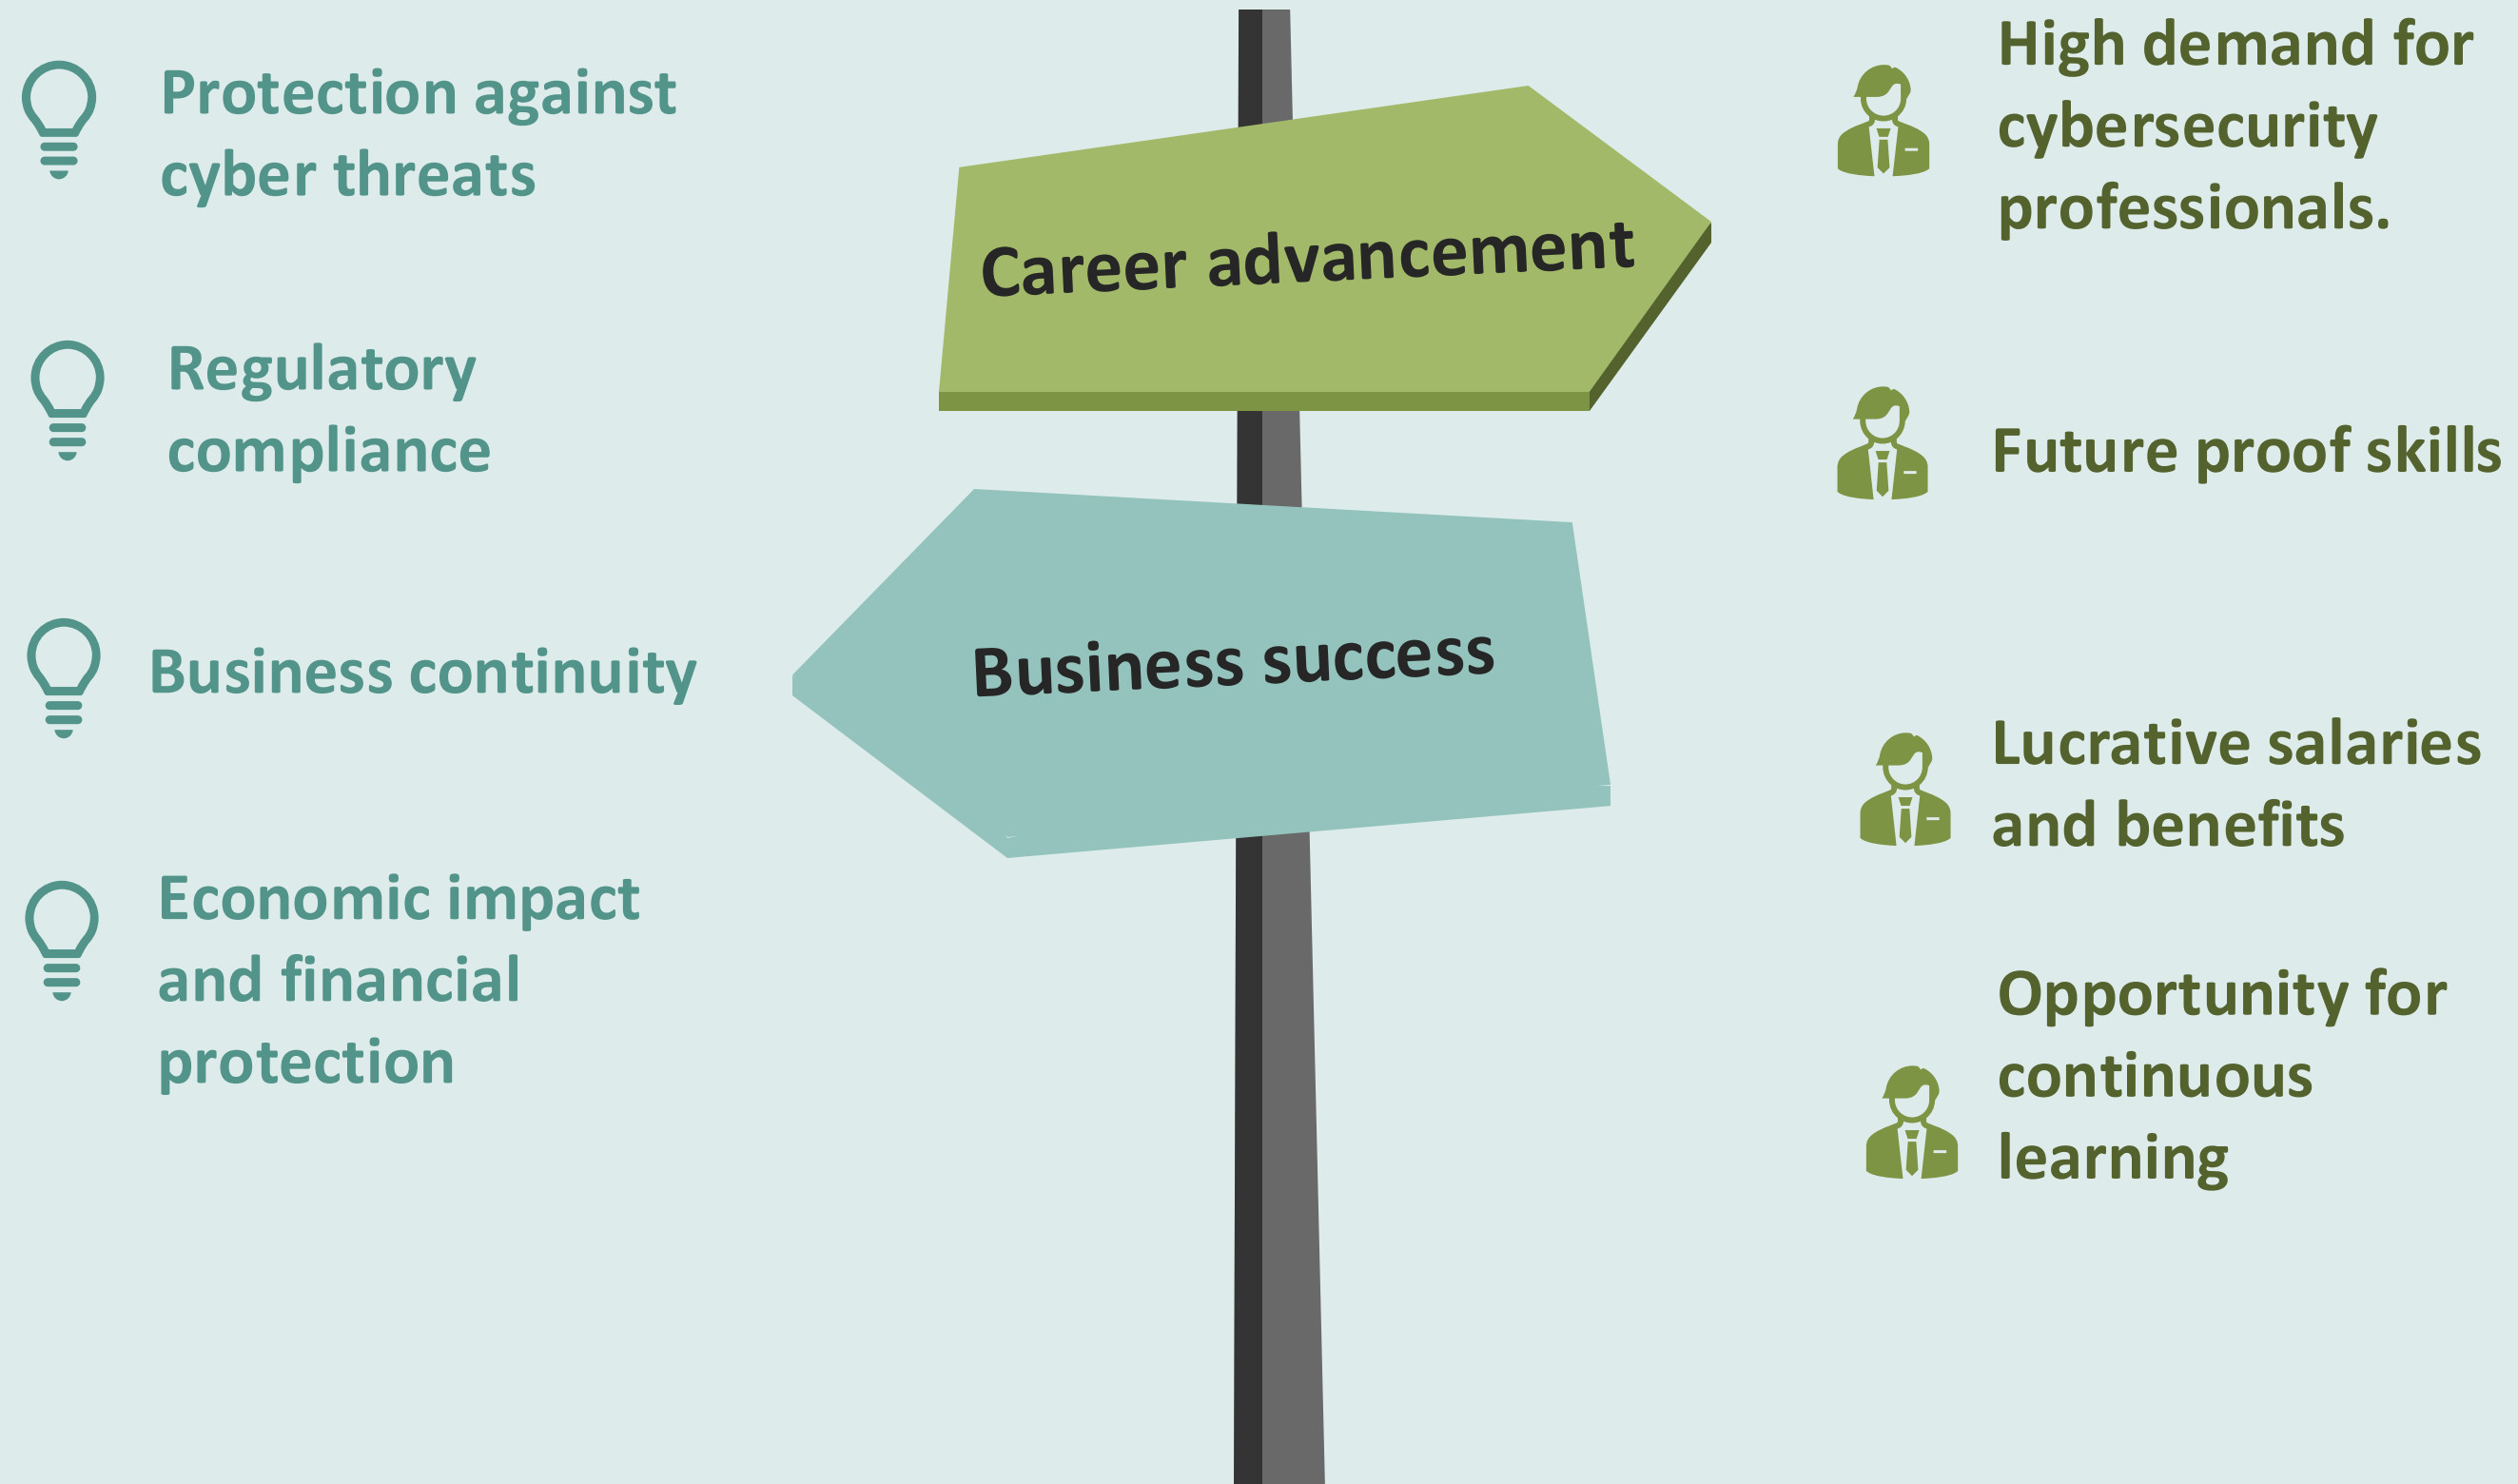 Protection against
cyber threats
Regulatory
compliance
Business continuity
Economic impact
and financial
protection
Career advancement
Business success
High demand for
cybersecurity
professionals.
Future proof skills
Lucrative salaries
and benefits
Opportunity for
continuous
learning